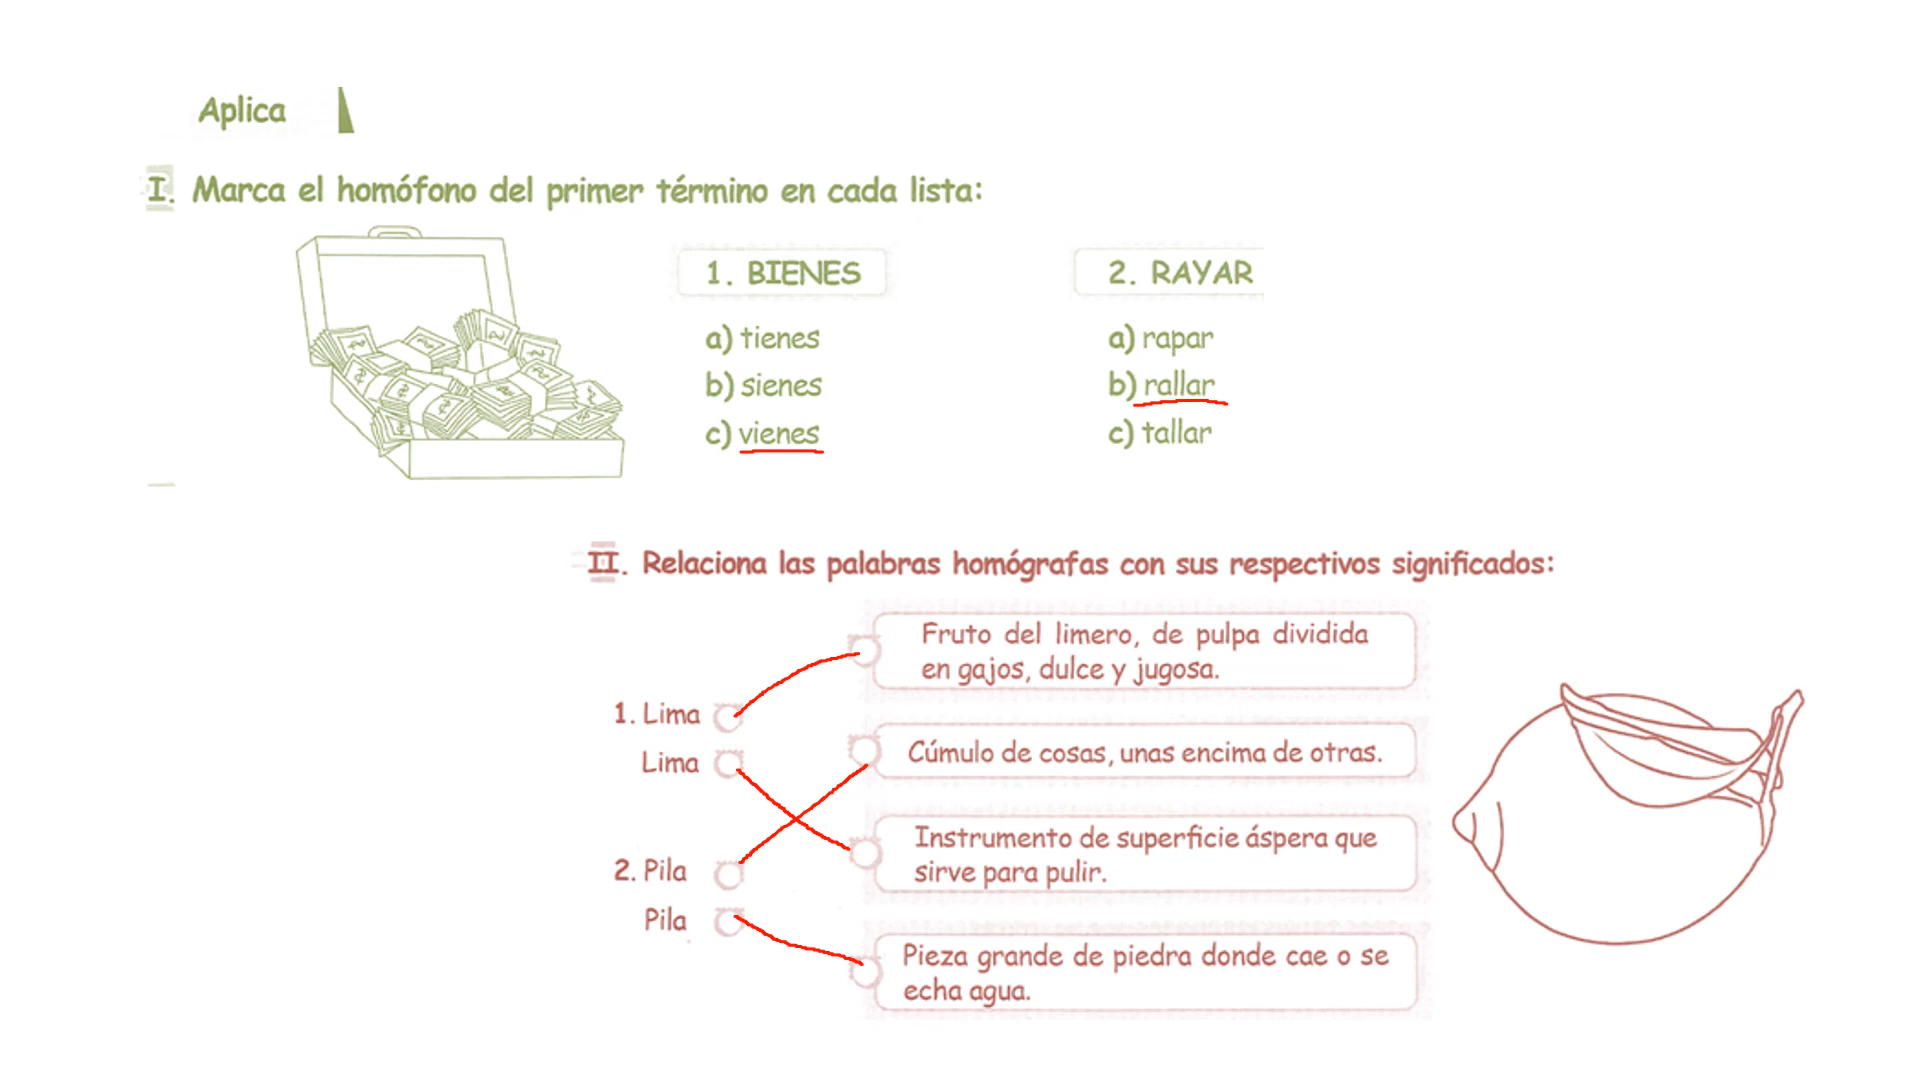 Aplica
I. Marca el homófono del primer término en cada lista:
1. BIENES
a) tienes
b) sienes
c) vienes
2. RAYAR
a) rapar
b) rallar
c) tallar
II. Relaciona las palabras homógrafas con sus respectivos significados:
1. Lima
Lima
2. Pila
Pila
Fruto del limero, de pulpa dividida
en gajos, dulce y jugosa.
Cúmulo de cosas, unas encima de otras.
Instrumento de superficie áspera que
sirve para pulir.
Pieza grande de piedra donde cae o se
echa agua.